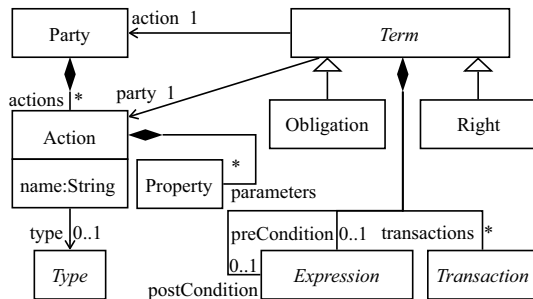 action 1
Party
Term
party 1
actions *
Action
Obligation
Right
name:String
Property
*
parameters
type 0..1
preCondition 0..1
transactions *
0..1
Type
Expression
Transaction
postCondition